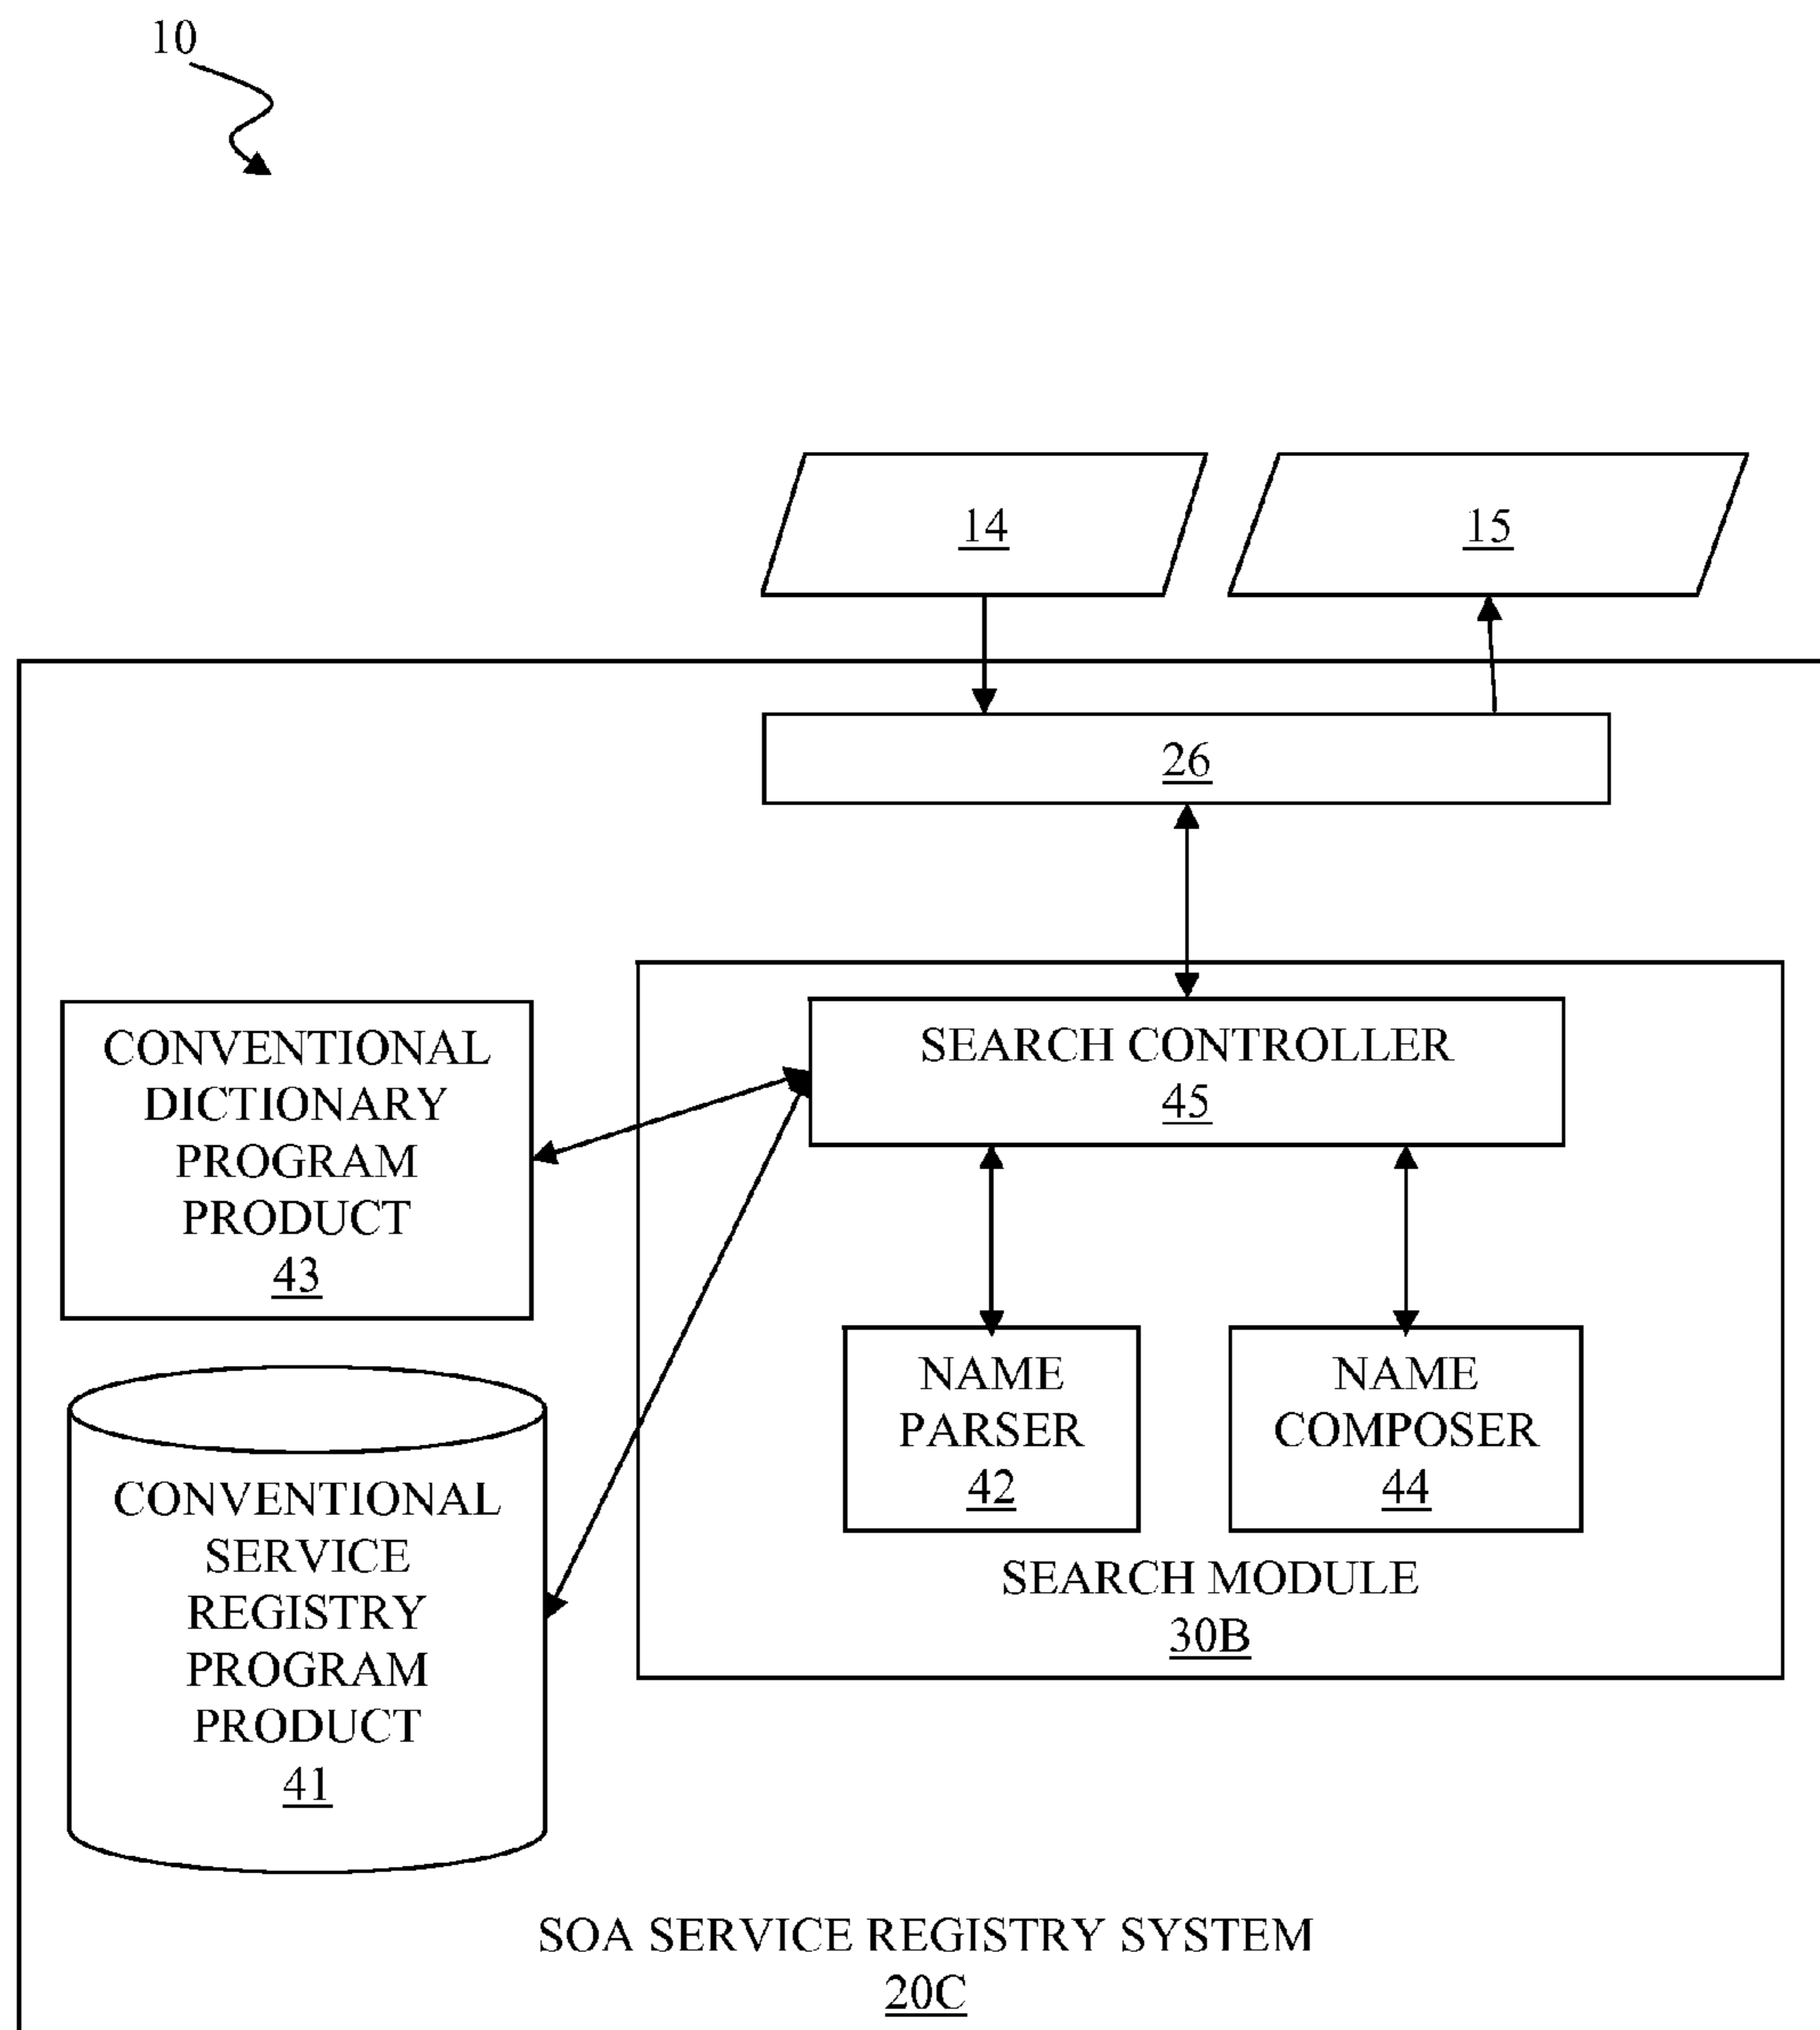 10
14
15
26
CONVENTIONAL
DICTIONARY
PROGRAM
PRODUCT
43
SEARCH CONTROLLER
45
NAME
PARSER
42
NAME
COMPOSER
44
SEARCH MODULE
30B
CONVENTIONAL
SERVICE
REGISTRY
PROGRAM
PRODUCT
41
SOA SERVICE REGISTRY SYSTEM
20C